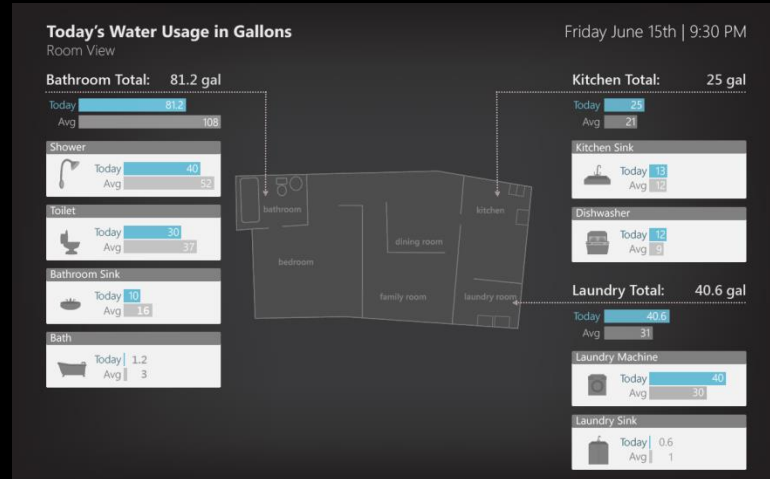 Today's Water Usage in Gallons
Room View
Friday June 15th | 9:30 PM
Bathroom Total: 81.2 gal
Today 81.2
Avg 108
Shower
Today 40
Avg 52
Toilet
Today 30
Avg 37
Bathroom Sink
Today 10
Avg 16
Bath
Today 1.2
Avg 3
bathroom
bedroom
dining room
family room
kitchen
laundry room
Kitchen Total: 25 gal
Today 25
Avg 21
Kitchen Sink
Today 13
Avg 12
Dishwasher
Today 12
Avg 9
Laundry Total: 40.6 gal
Today 40.6
Avg 31
Laundry Machine
Today 40
Avg 30
Laundry Sink
Today 0.6
Avg 1